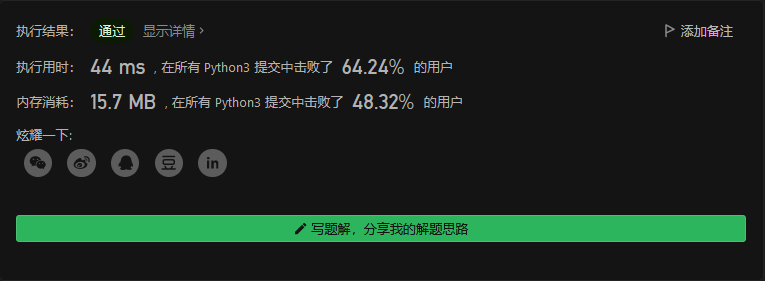 执行结果： 通过 显示详情 > 添加备注
执行用时： 44 ms ，在所有 Python3 提交中击败了 64.24% 的用户
内存消耗： 15.7 MB ，在所有 Python3 提交中击败了 48.32% 的用户
炫耀一下:
豆 in
写题解，分享我的解题思路